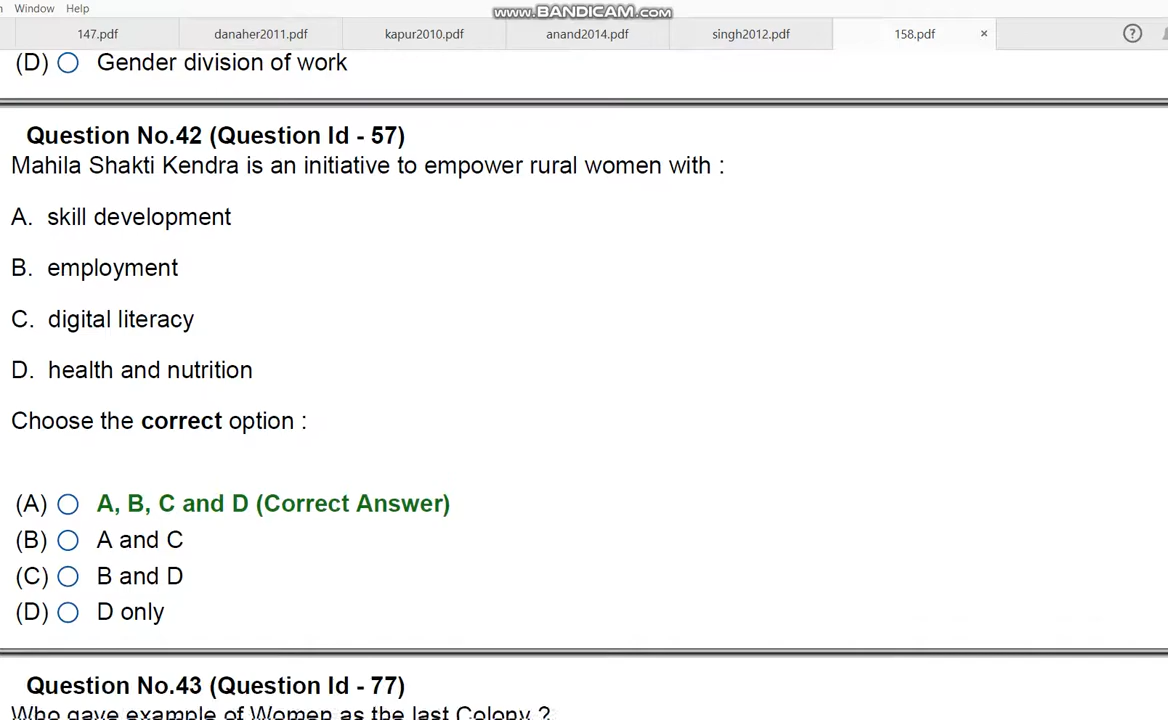 Window Help
www.BANDICAM.com
147.pdf danaher2011.pdf kapur2010.pdf anand2014.pdf singh2012.pdf 158.pdf × ?
(D) Gender division of work
Question No.42 (Question Id - 57)
Mahila Shakti Kendra is an initiative to empower rural women with :
A. skill development
B. employment
C. digital literacy
D. health and nutrition
Choose the correct option :
(A) A, B, C and D (Correct Answer)
(B) A and C
(C) B and D
(D) D only
Question No.43 (Question Id - 77)
Who gave example of Women as the last Colony ?